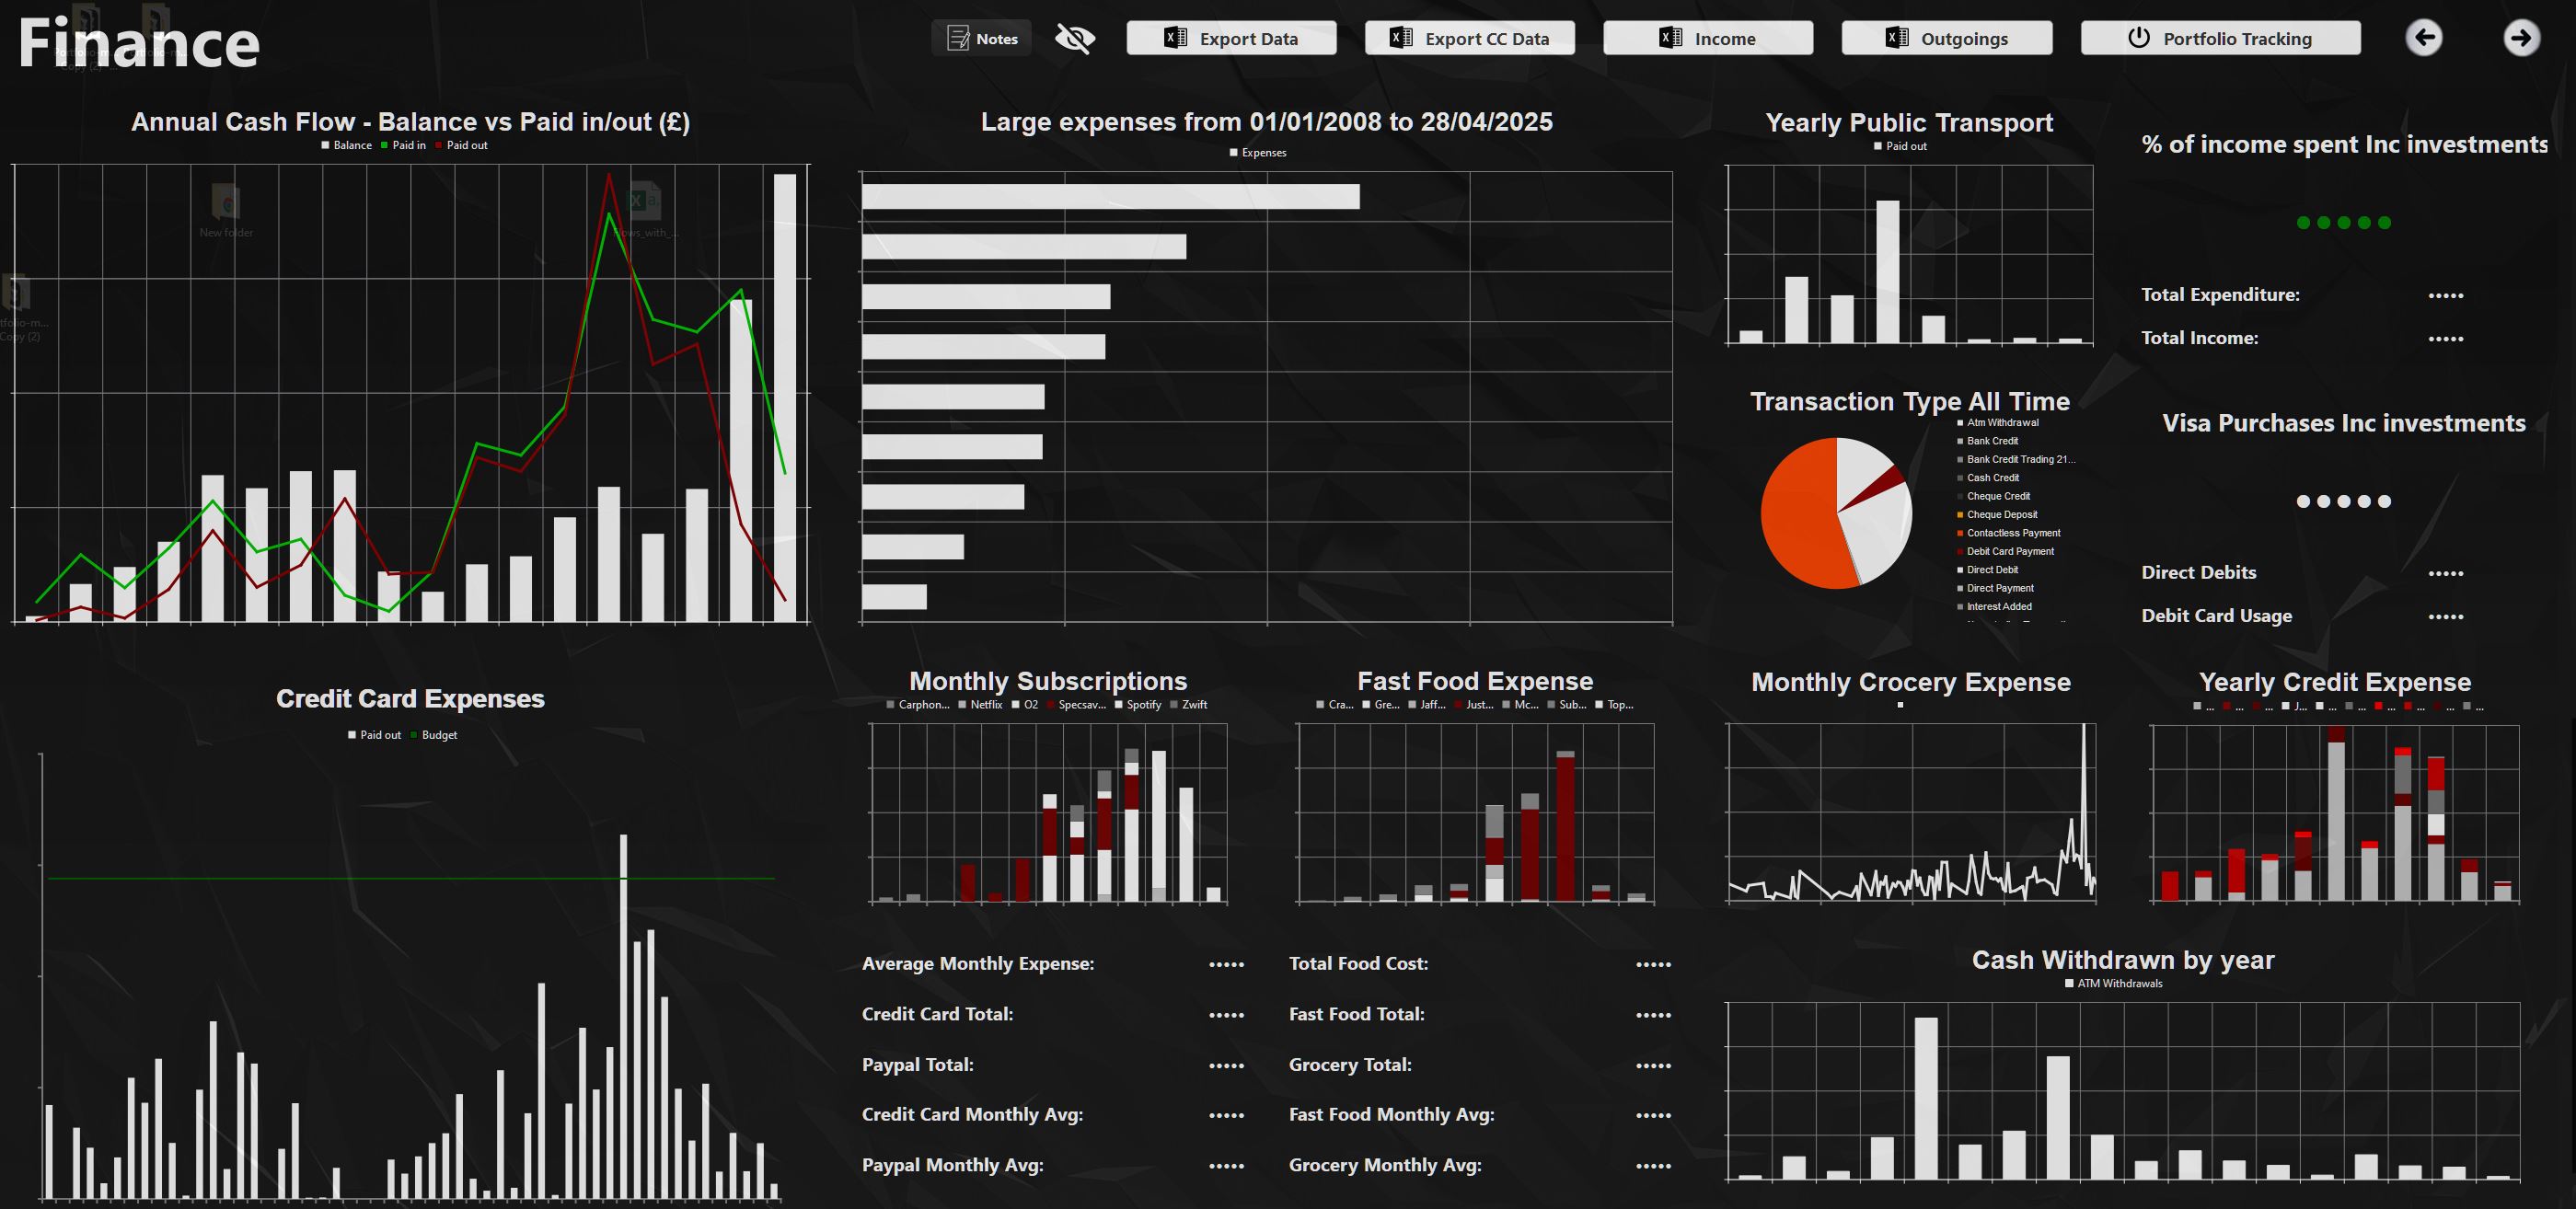 Finance
Notes
Export Data
Export CC Data
Income
Outgoings
Portfolio Tracking
Annual Cash Flow - Balance vs Paid in/out (£)
Balance Paid in Paid out
New folder
Copy (2)
Large expenses from 01/01/2008 to 28/04/2025
Expenses
Yearly Public Transport
Paid out
% of income spent Inc investments
•••••
Total Expenditure: •••••
Total Income: •••••
Transaction Type All Time
Atm Withdrawal
Bank Credit
Bank Credit Trading 21...
Cash Credit
Cheque Credit
Cheque Deposit
Contactless Payment
Debit Card Payment
Direct Debit
Direct Payment
Interest Added
Visa Purchases Inc investments
•••••
Direct Debits •••••
Debit Card Usage •••••
Credit Card Expenses
Paid out Budget
Monthly Subscriptions
Carphon... Netflix O2 Specsav... Spotify Zwift
Fast Food Expense
Cra... Gre... Jaff... Just... Mc... Sub... Top...
Monthly Crocery Expense
Yearly Credit Expense
... ... ... J... ... ... ... ... ... ...
Average Monthly Expense: •••••
Credit Card Total: •••••
Paypal Total: •••••
Credit Card Monthly Avg: •••••
Paypal Monthly Avg: •••••
Total Food Cost: •••••
Fast Food Total: •••••
Grocery Total: •••••
Fast Food Monthly Avg: •••••
Grocery Monthly Avg: •••••
Cash Withdrawn by year
ATM Withdrawals